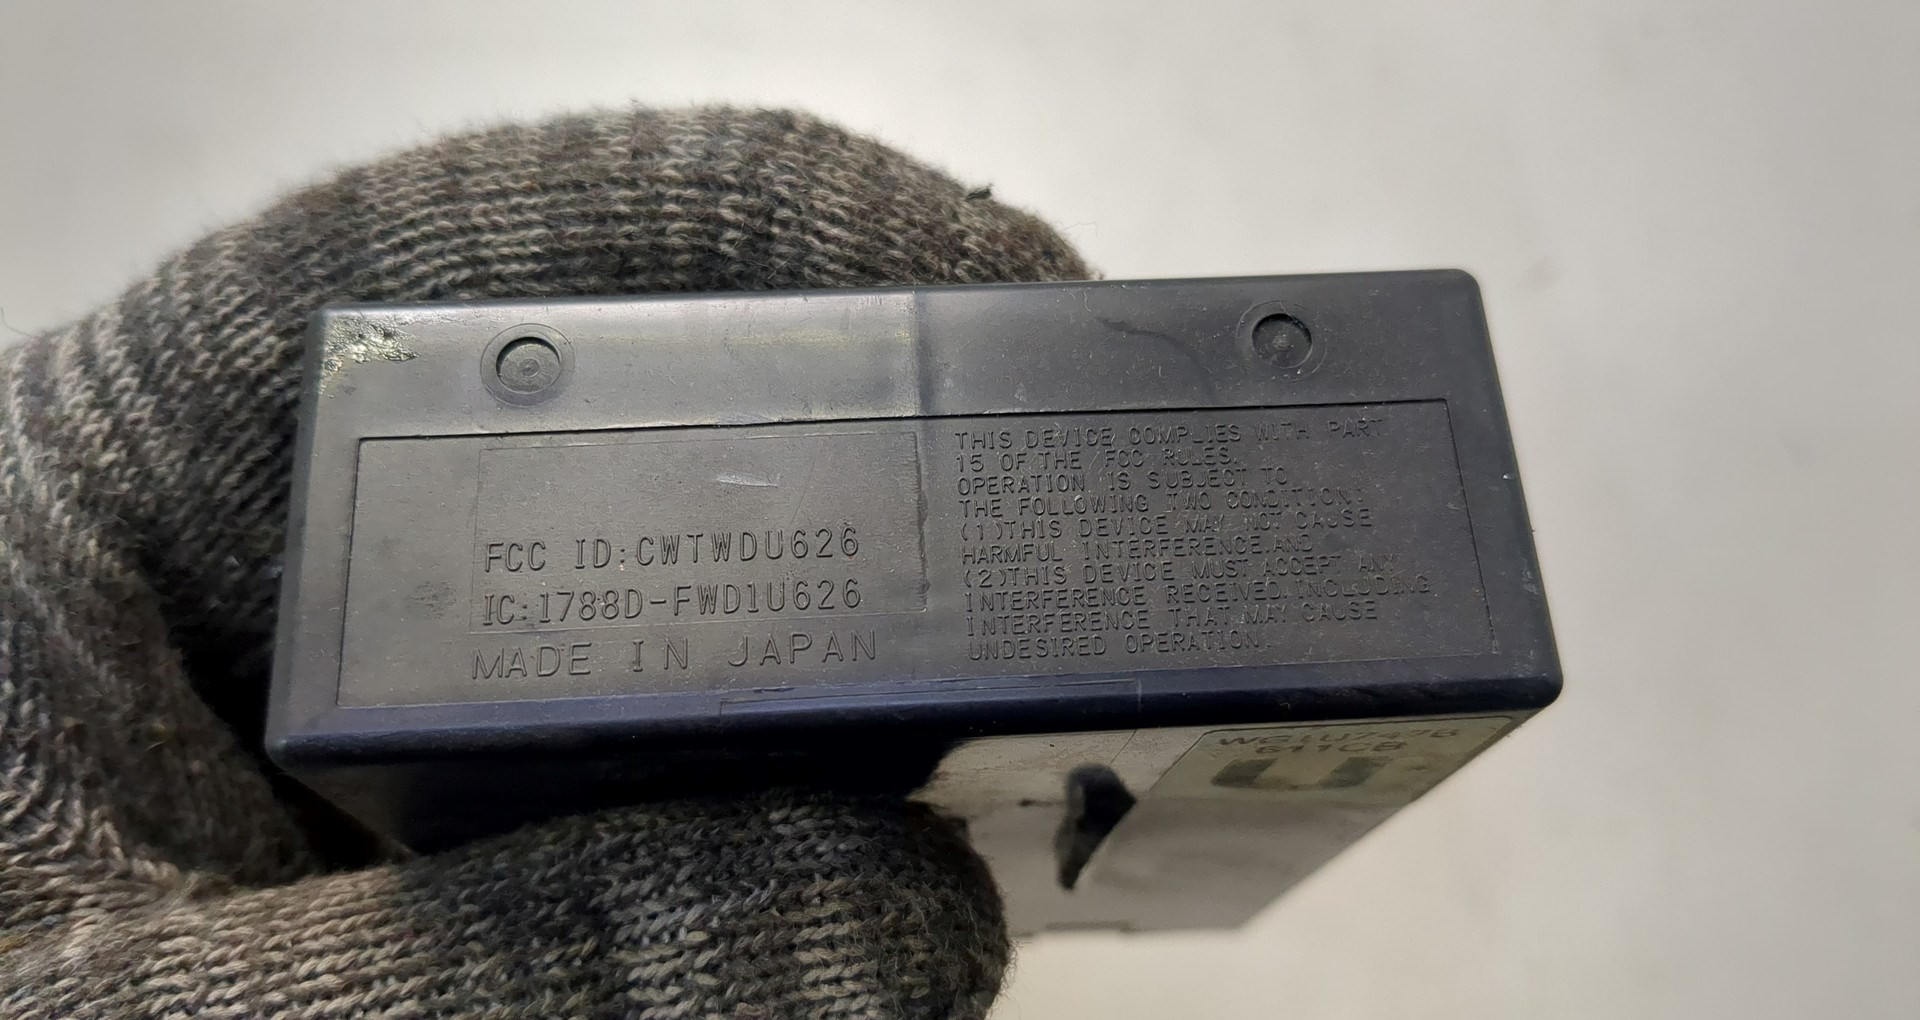 FCC ID:CWTWDU626
IC:1788D-FWD1U626
MADE IN JAPAN
THIS DEVICE COMPLIES WITH PART
15 OF THE FCC RULES.
OPERATION IS SUBJECT TO
THE FOLLOWING TWO CONDITION:
(1)THIS DEVICE MAY NOT CAUSE
HARMFUL INTERFERENCE,AND
(2)THIS DEVICE MUST ACCEPT ANY
INTERFERENCE RECEIVED,INCLUDING
INTERFERENCE THAT MAY CAUSE
UNDESIRED OPERATION.